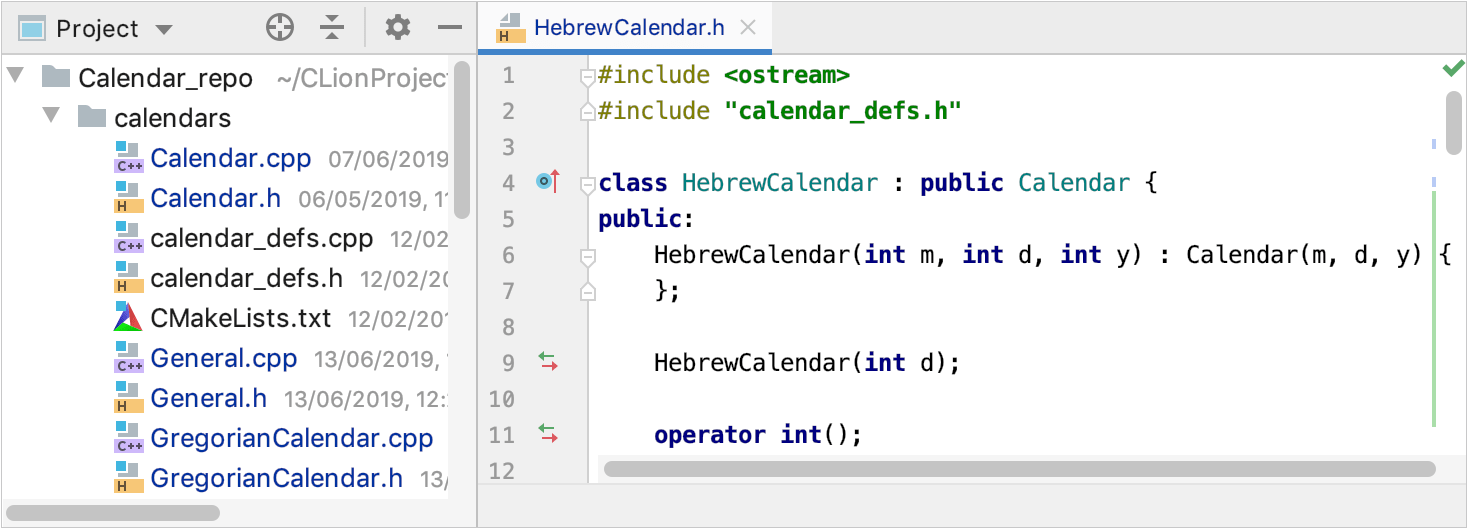 Project
Calendar_repo ~/CLionProject
calendars
C++ Calendar.cpp 07/06/2019
H Calendar.h 06/05/2019, 11
C++ calendar_defs.cpp 12/02
H calendar_defs.h 12/02/20
CMakeLists.txt 12/02/201
C++ General.cpp 13/06/2019,
H General.h 13/06/2019, 12:
C++ GregorianCalendar.cpp
H GregorianCalendar.h 13/
H HebrewCalendar.h
1 #include <ostream>
2 #include "calendar_defs.h"
3
4 class HebrewCalendar : public Calendar {
5 public:
6 HebrewCalendar(int m, int d, int y) : Calendar(m, d, y) {
7 };
8
9 HebrewCalendar(int d);
10
11 operator int();
12